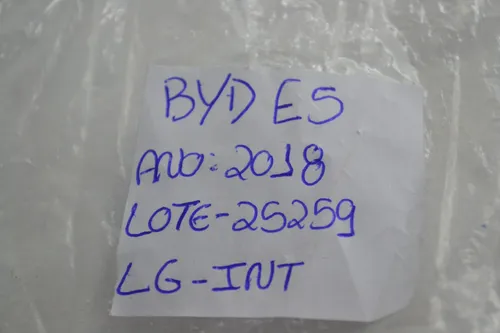 BYD E5
ANO: 2018
LOTE-25259
LG-INT